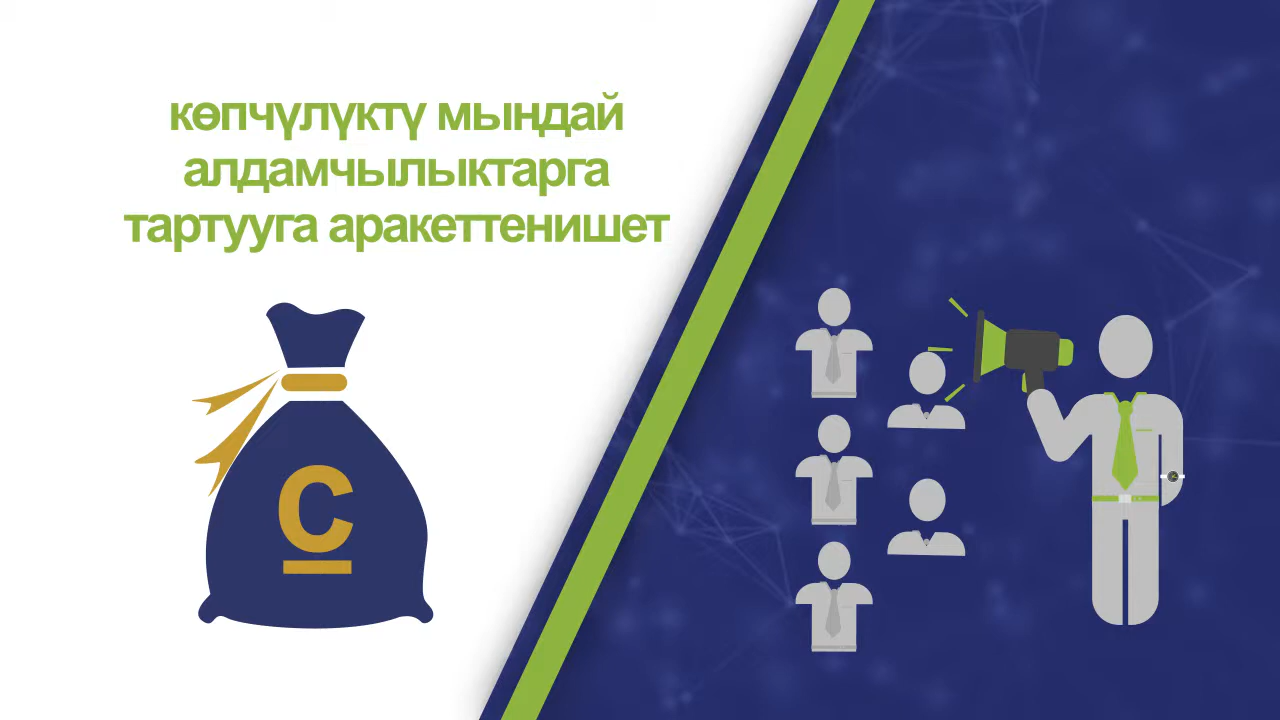 көпчүлүктү мындай
алдамчылыктарга
тартууга аракеттенишет
С